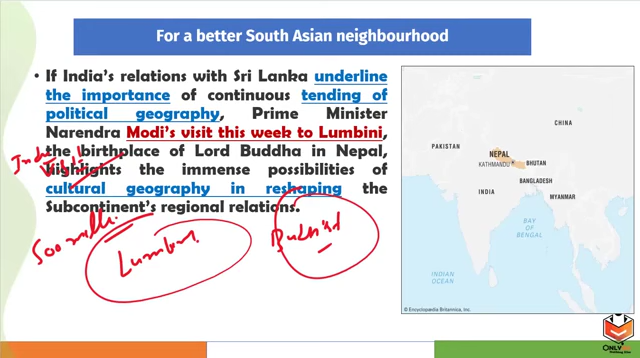 For a better South Asian neighbourhood
If India's relations with Sri Lanka underline
the importance of continuous tending of
political geography, Prime Minister
Narendra Modi's visit this week to Lumbini,
the birthplace of Lord Buddha in Nepal,
highlights the immense possibilities of
cultural geography in reshaping the
Subcontinent's regional relations.
500
Lumbini
Buddhist
CHINA
PAKISTAN
NEPAL
KATHMANDU
BHUTAN
BANGLADESH
INDIA
MYANMAR
BAY
OF
BENGAL
INDIAN
OCEAN
© Encyclopædia Britannica, Inc.
ONLY